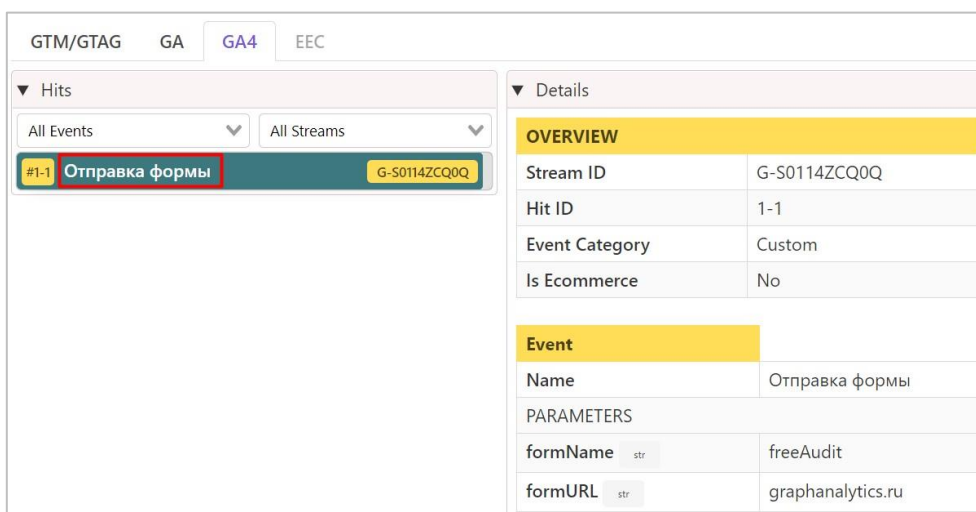 GTM/GTAG GA GA4 EEC
▼ Hits
All Events All Streams
#1-1 Отправка формы G-S0114ZCQ0Q
▼ Details
OVERVIEW
Stream ID G-S0114ZCQ0Q
Hit ID 1-1
Event Category Custom
Is Ecommerce No
Event
Name Отправка формы
PARAMETERS
formName str freeAudit
formURL str graphanalytics.ru